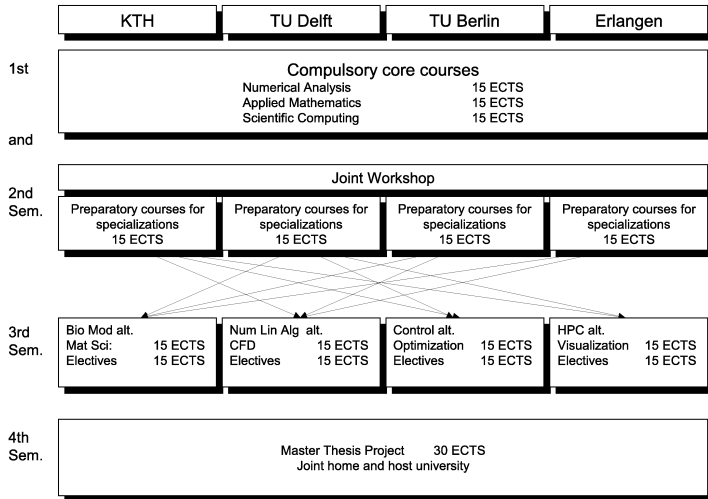 KTH TU Delft TU Berlin Erlangen
1st
Compulsory core courses
Numerical Analysis 15 ECTS
Applied Mathematics 15 ECTS
Scientific Computing 15 ECTS
and
2nd
Sem.
Joint Workshop
Preparatory courses for
specializations
15 ECTS
Preparatory courses for
specializations
15 ECTS
Preparatory courses for
specializations
15 ECTS
Preparatory courses for
specializations
15 ECTS
3rd
Sem.
Bio Mod alt.
Mat Sci: 15 ECTS
Electives 15 ECTS
Num Lin Alg alt.
CFD 15 ECTS
Electives 15 ECTS
Control alt.
Optimization 15 ECTS
Electives 15 ECTS
HPC alt.
Visualization 15 ECTS
Electives 15 ECTS
4th
Sem.
Master Thesis Project 30 ECTS
Joint home and host university